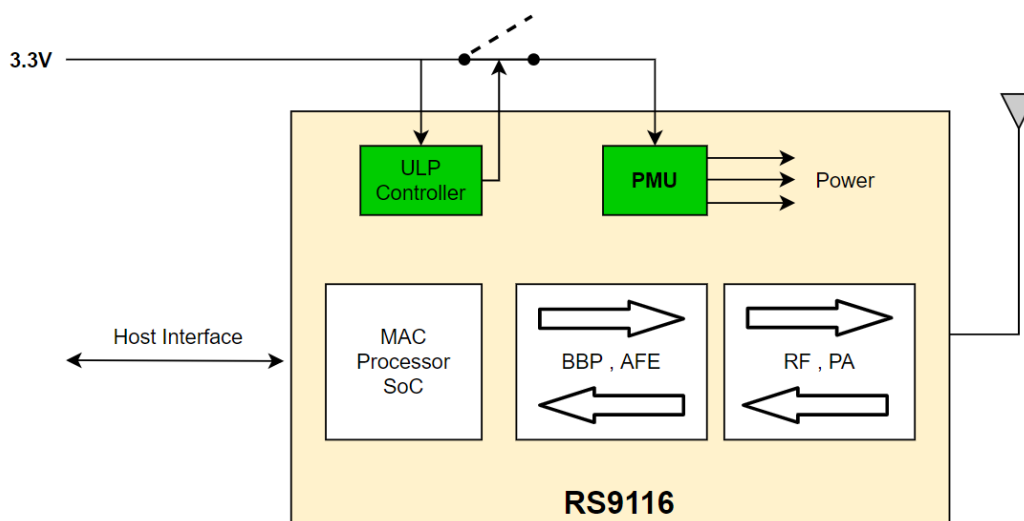 3.3V
ULP
Controller
PMU
Power
Host Interface
MAC
Processor
SoC
BBP , AFE
RF , PA
RS9116